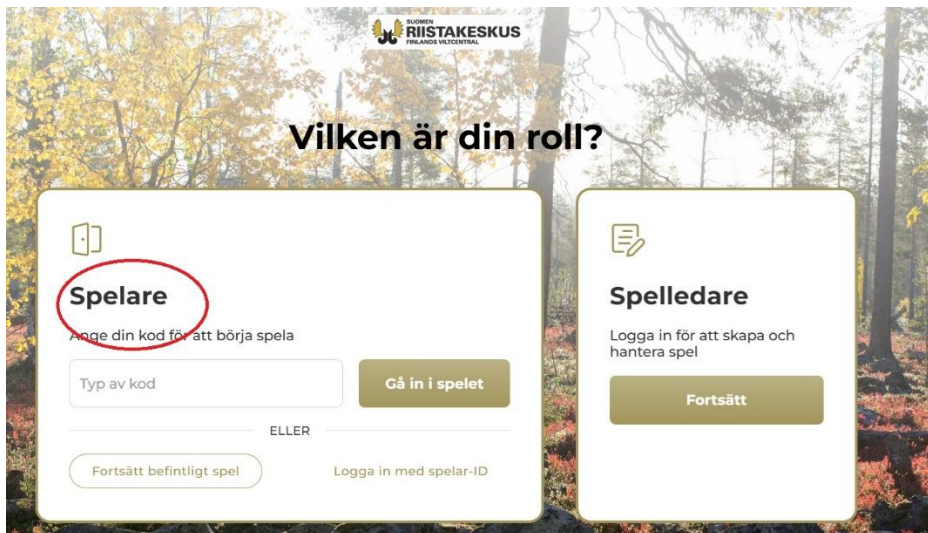 SUOMEN
RIISTAKESKUS
FINLANDS VILTCENTRAL
Vilken är din roll?
Spelare
Ange din kod för att börja spela
Typ av kod
Gå in i spelet
ELLER
Fortsätt befintligt spel
Logga in med spelar-ID
Spelledare
Logga in för att skapa och
hantera spel
Fortsätt